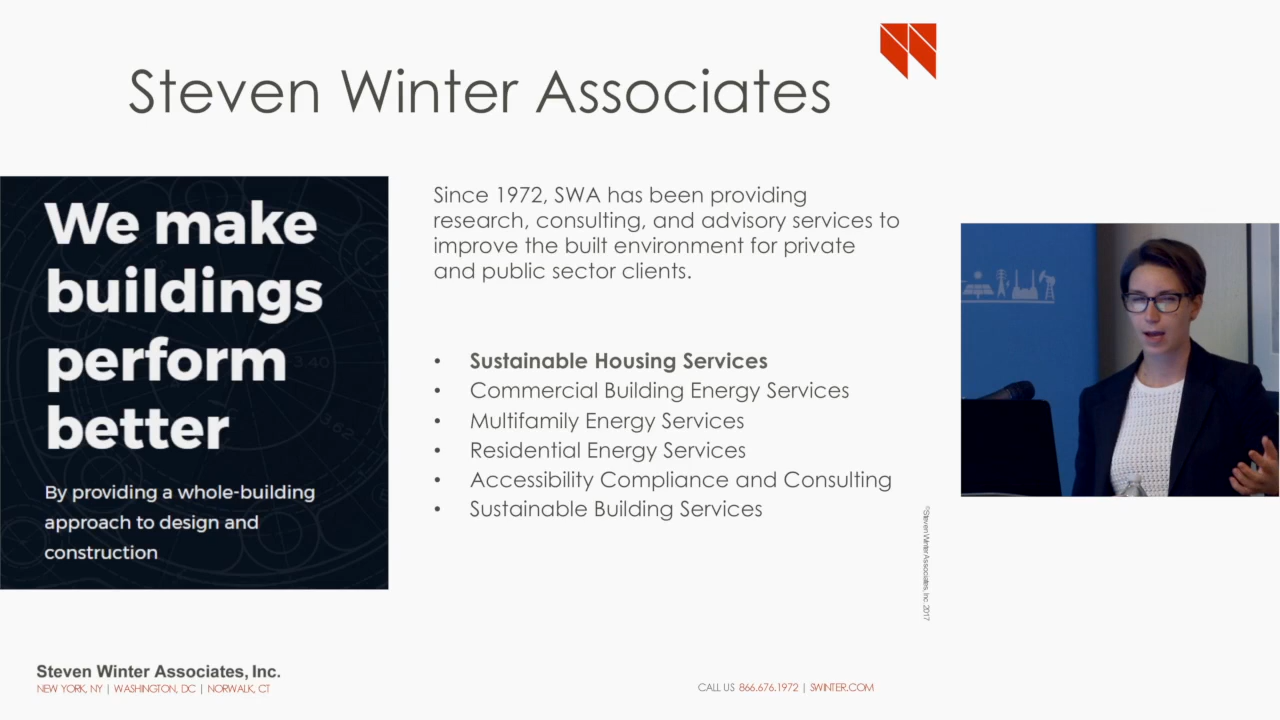 Steven Winter Associates
We make
buildings
perform
better
By providing a whole-building
approach to design and
construction
Since 1972, SWA has been providing
research, consulting, and advisory services to
improve the built environment for private
and public sector clients.
• Sustainable Housing Services
• Commercial Building Energy Services
• Multifamily Energy Services
• Residential Energy Services
• Accessibility Compliance and Consulting
• Sustainable Building Services
3.40
3.62
©Steven Winter Associates, Inc. 2017
Steven Winter Associates, Inc.
NEW YORK, NY | WASHINGTON, DC | NORWALK, CT
CALL US 866.676.1972 | SWINTER.COM